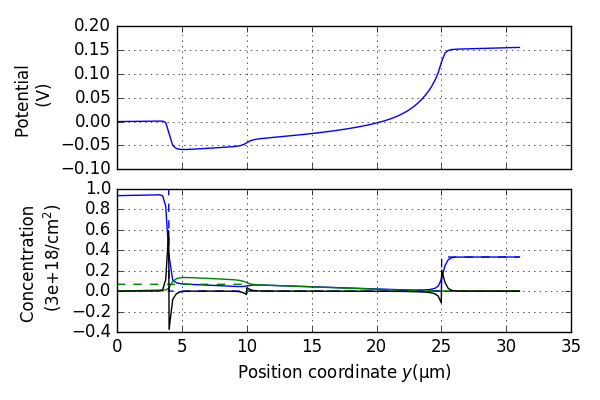 0.20
0.15
0.10
0.05
0.00
−0.05
−0.10
Potential
(V)
1.0
0.8
0.6
0.4
0.2
0.0
−0.2
−0.4
Concentration
(3e+18/cm²)
0 5 10 15 20 25 30 35
Position coordinate y(μm)